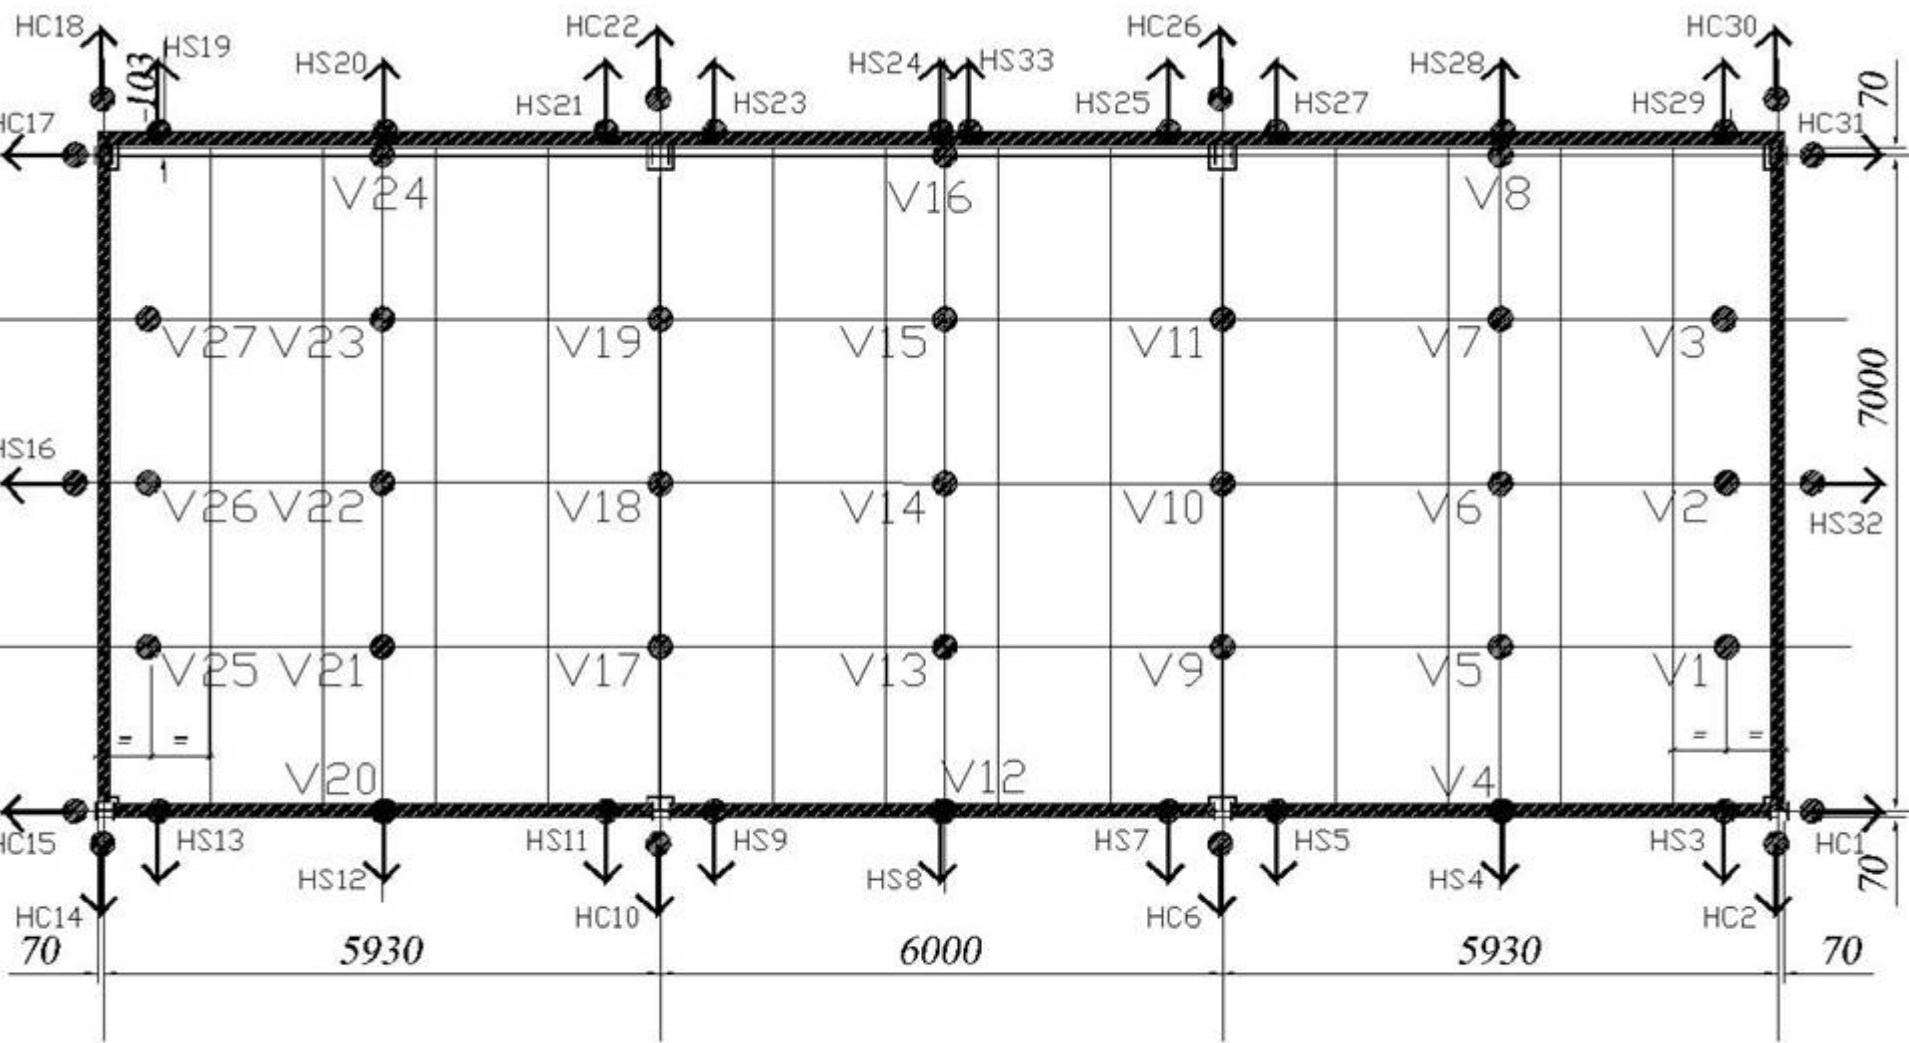 HC18 HC22 HC26 HC30
HS19 HS20 HS24 HS33 HS28
-103 HS21 HS23 HS25 HS27 HS29 70
HC17 HC31
V24 V16 V8
V27 V23 V19 V15 V11 V7 V3
7000
HS16
V26 V22 V18 V14 V10 V6 V2
HS32
V25 V21 V17 V13 V9 V5 V1
= = = =
V20 V12 V4
HC15 HS13 HS11 HS9 HS7 HS5 HS3 HC1
HS12 HS8 HS4 70
HC14 HC10 HC6 HC2
70 5930 6000 5930 70